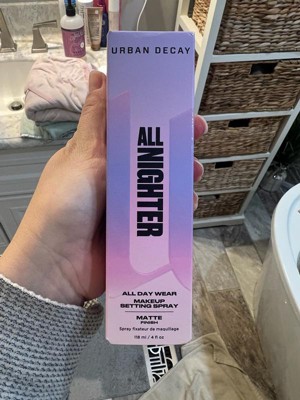 URBAN DECAY
ALL
NIGHTER
ALL DAY WEAR
MAKEUP
SETTING SPRAY
MATTE
FINISH
Spray fixateur de maquillage
118 ml / 4 fl oz